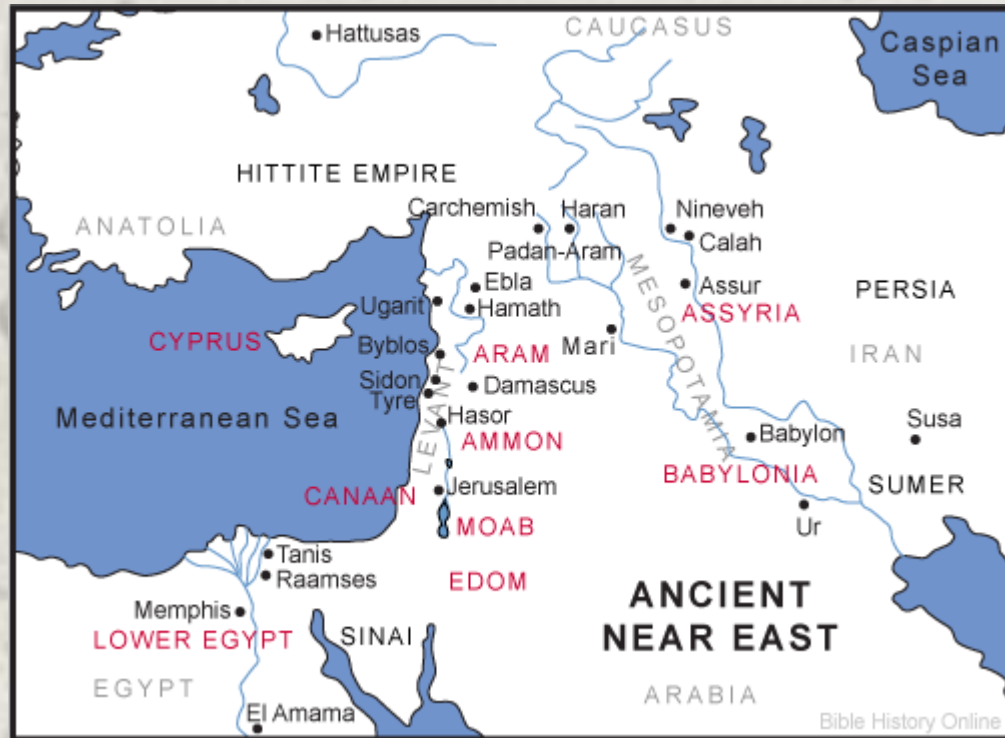 CAUCASUS
Hattusas
Caspian
Sea
HITTITE EMPIRE
ANATOLIA
Carchemish
Haran
Padan-Aram
Nineveh
Calah
MESOPOTAMIA
Ebla
Ugarit
Hamath
Assur
ASSYRIA
PERSIA
CYPRUS
Byblos
ARAM
Mari
IRAN
Sidon
Tyre
LEVANT
Damascus
Mediterranean Sea
Hasor
AMMON
Babylon
Susa
BABYLONIA
SUMER
CANAAN
Jerusalem
MOAB
Ur
Tanis
Raamses
EDOM
Memphis
LOWER EGYPT
SINAI
ANCIENT
NEAR EAST
EGYPT
ARABIA
El Amama
Bible History Online